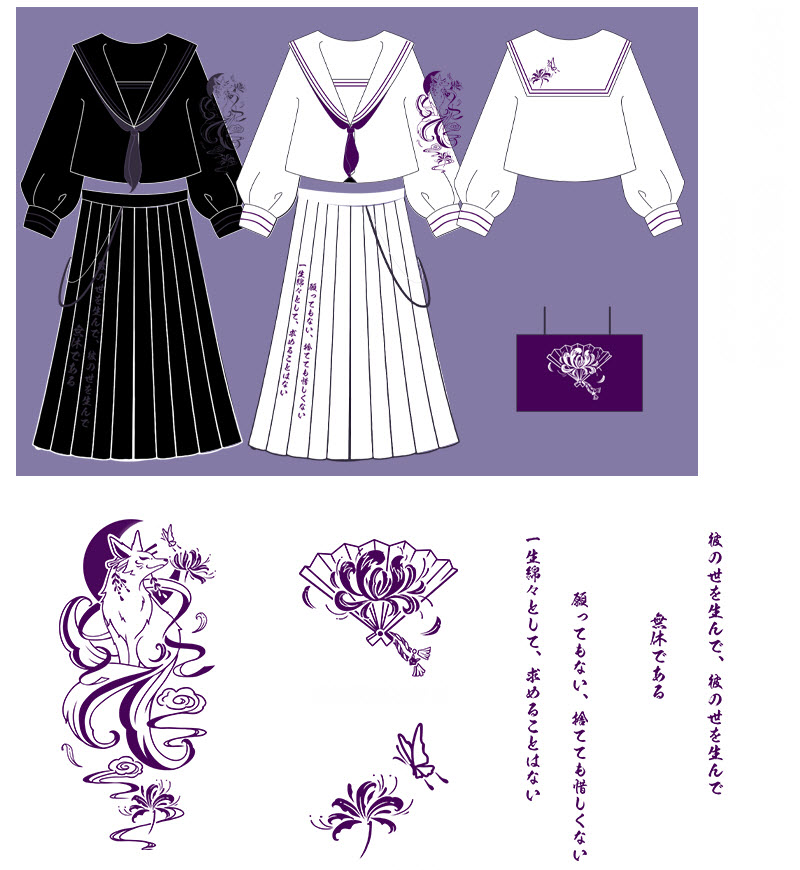 彼の世を生んで、彼の世を生んで
無休である
願ってもない、捨てても惜しくない
一生綿々として、求めることはない
彼の世を生んで、彼の世を生んで
無休である
願ってもない、捨てても惜しくない
一生綿々として、求めることはない